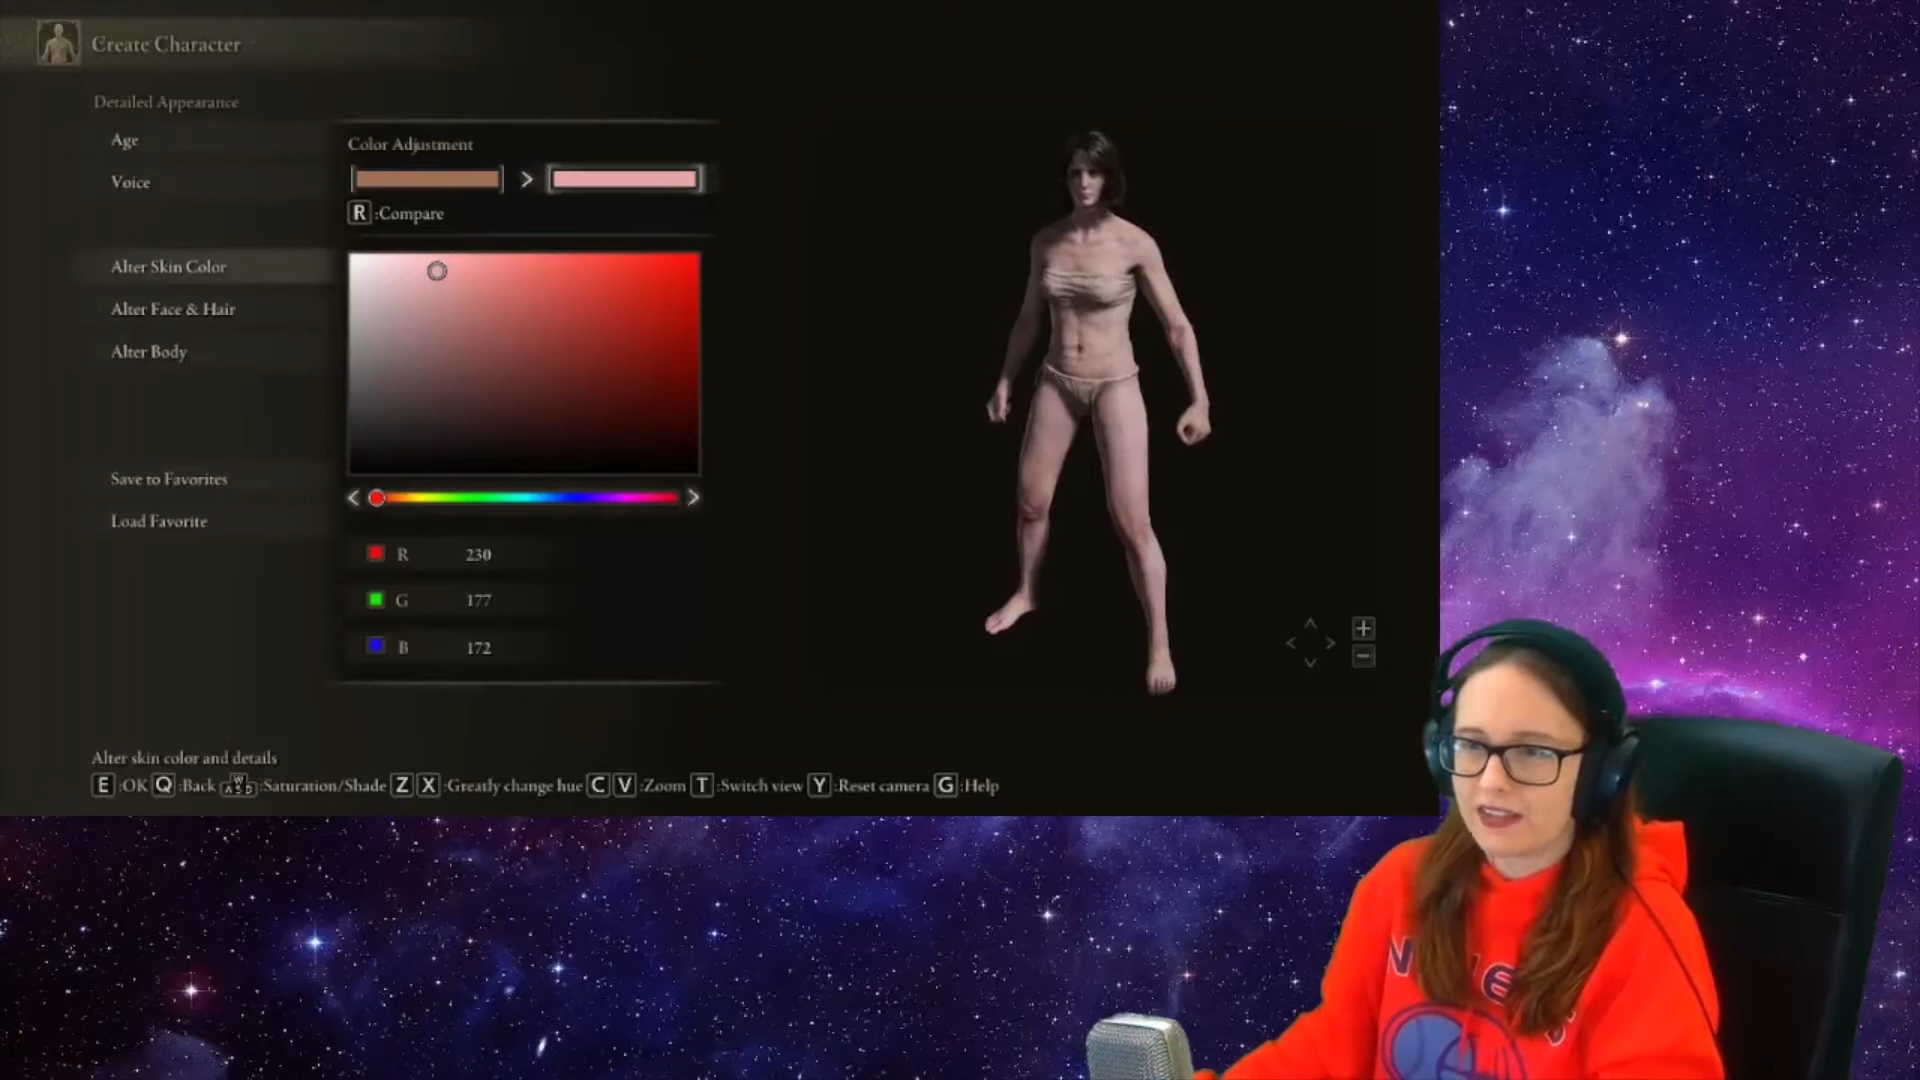 Create Character
Detailed Appearance
Age
Voice
Alter Skin Color
Alter Face & Hair
Alter Body
Save to Favorites
Load Favorite
Color Adjustment
>
R :Compare
< >
R 230
G 177
B 172
+
−
Alter skin color and details
E :OK Q :Back W A S D :Saturation/Shade Z X :Greatly change hue C V :Zoom T :Switch view Y :Reset camera G :Help